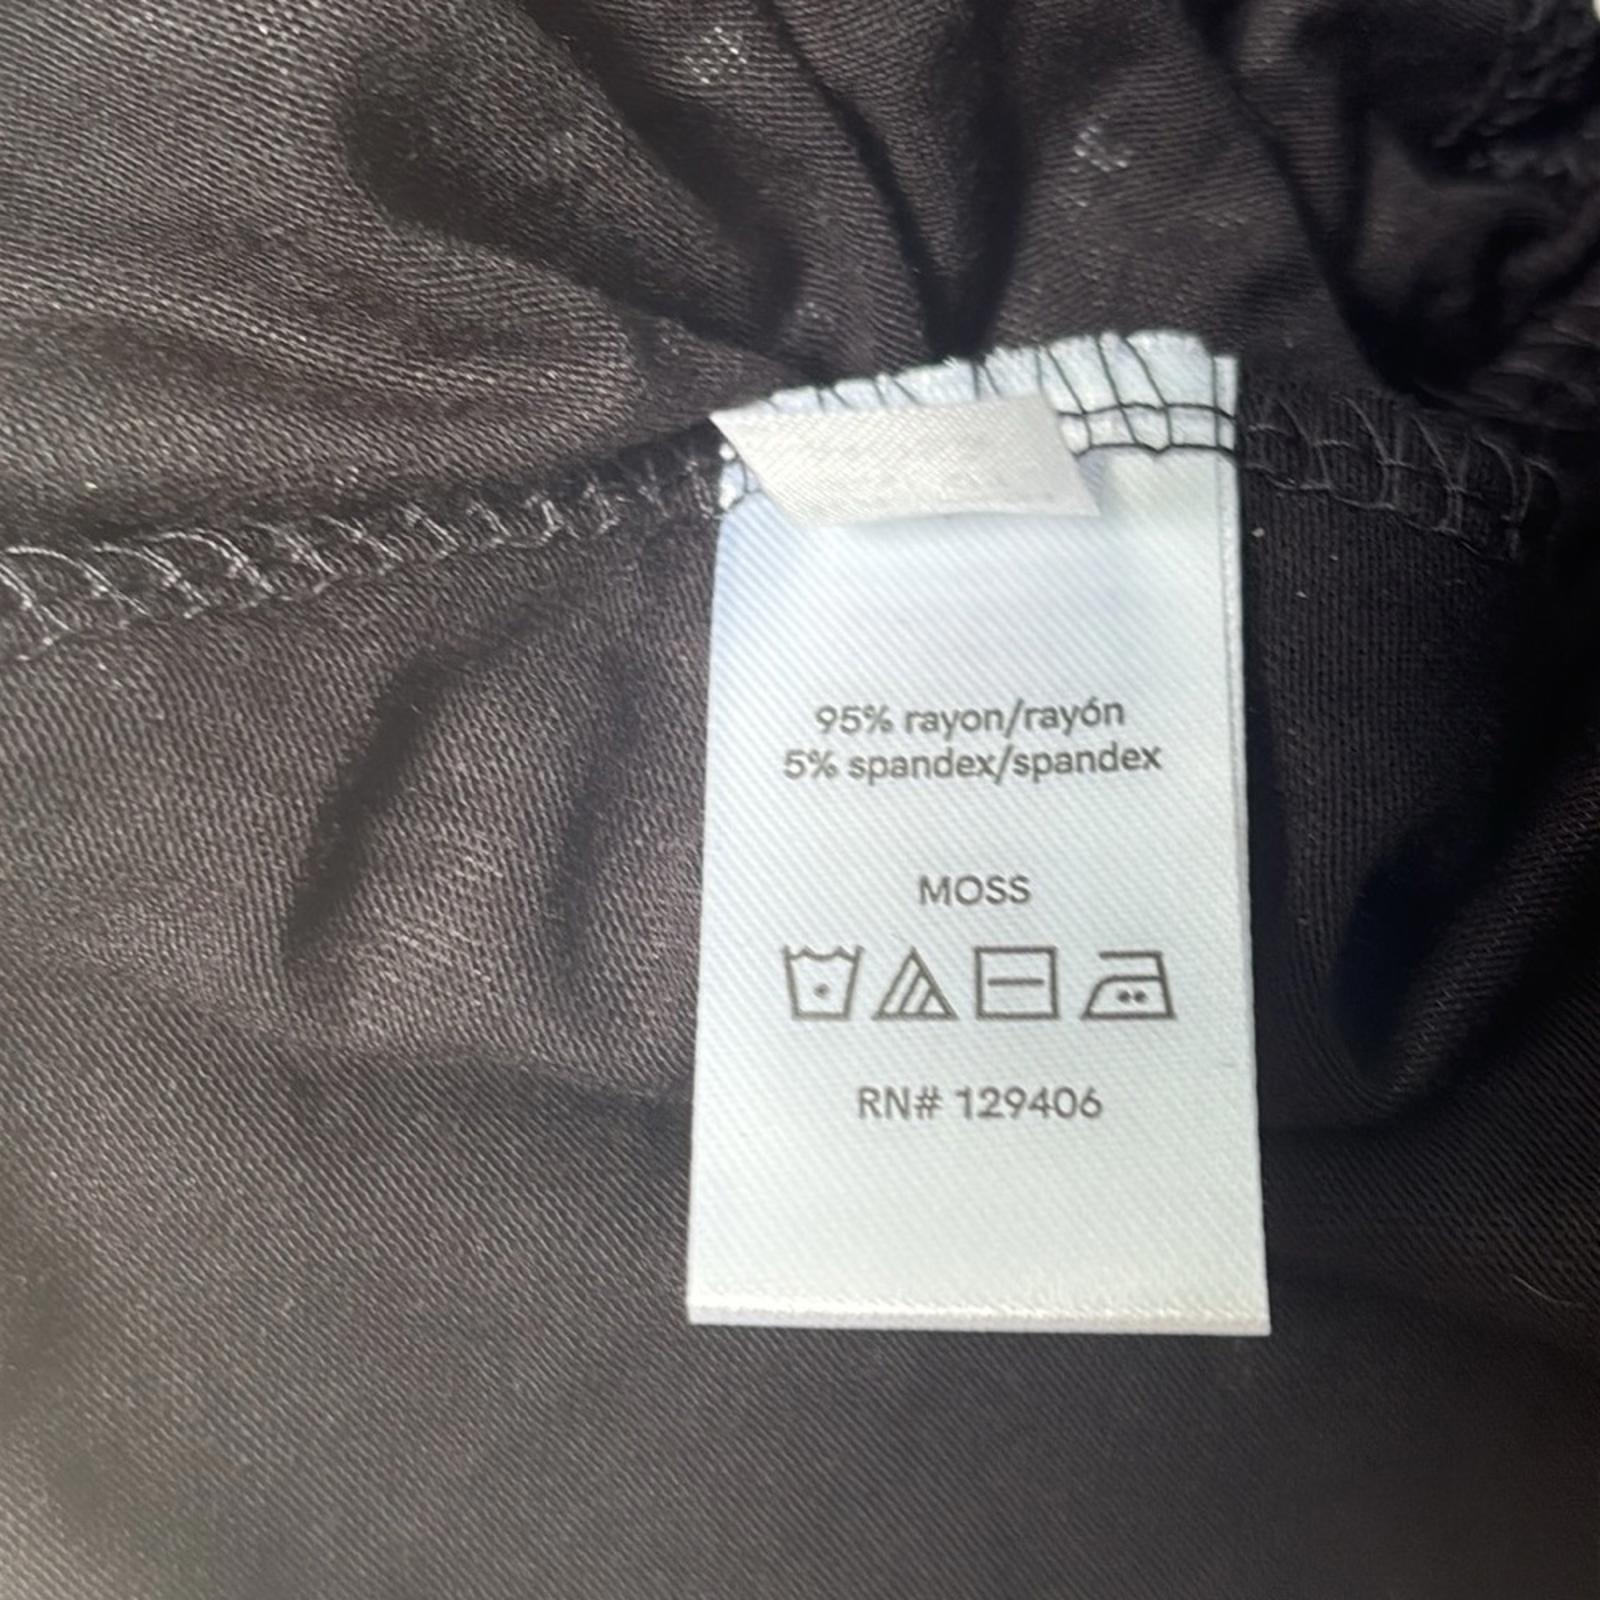 95% rayon/rayón
5% spandex/spandex
MOSS
RN# 129406